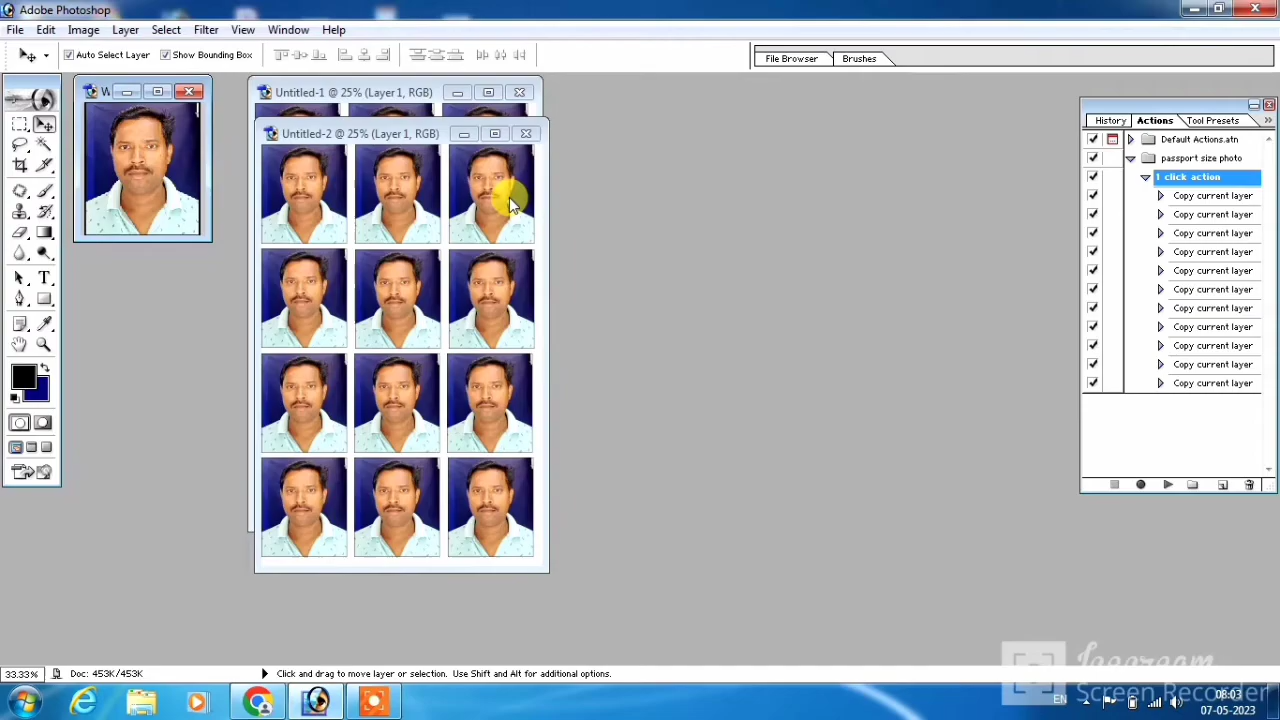 Adobe Photoshop
File Edit Image Layer Select Filter View Window Help
Auto Select Layer Show Bounding Box
File Browser Brushes
W
Untitled-1 @ 25% (Layer 1, RGB)
Untitled-2 @ 25% (Layer 1, RGB)
History Actions Tool Presets
Default Actions.atn
passport size photo
1 click action
Copy current layer
Copy current layer
Copy current layer
Copy current layer
Copy current layer
Copy current layer
Copy current layer
Copy current layer
Copy current layer
Copy current layer
Copy current layer
33.33% Doc: 453K/453K Click and drag to move layer or selection. Use Shift and Alt for additional options.
Icecream
Screen Recorder
EN
08:03
07-05-2023